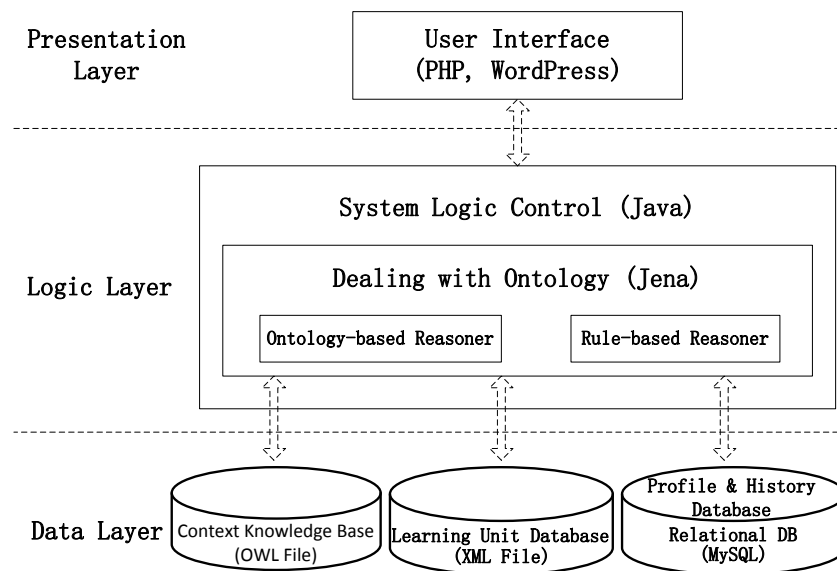 Presentation
Layer
User Interface
(PHP, WordPress)
System Logic Control (Java)
Dealing with Ontology (Jena)
Logic Layer
Ontology-based Reasoner
Rule-based Reasoner
Data Layer
Context Knowledge Base
(OWL File)
Learning Unit Database
(XML File)
Profile & History
Database
Relational DB
(MySQL)